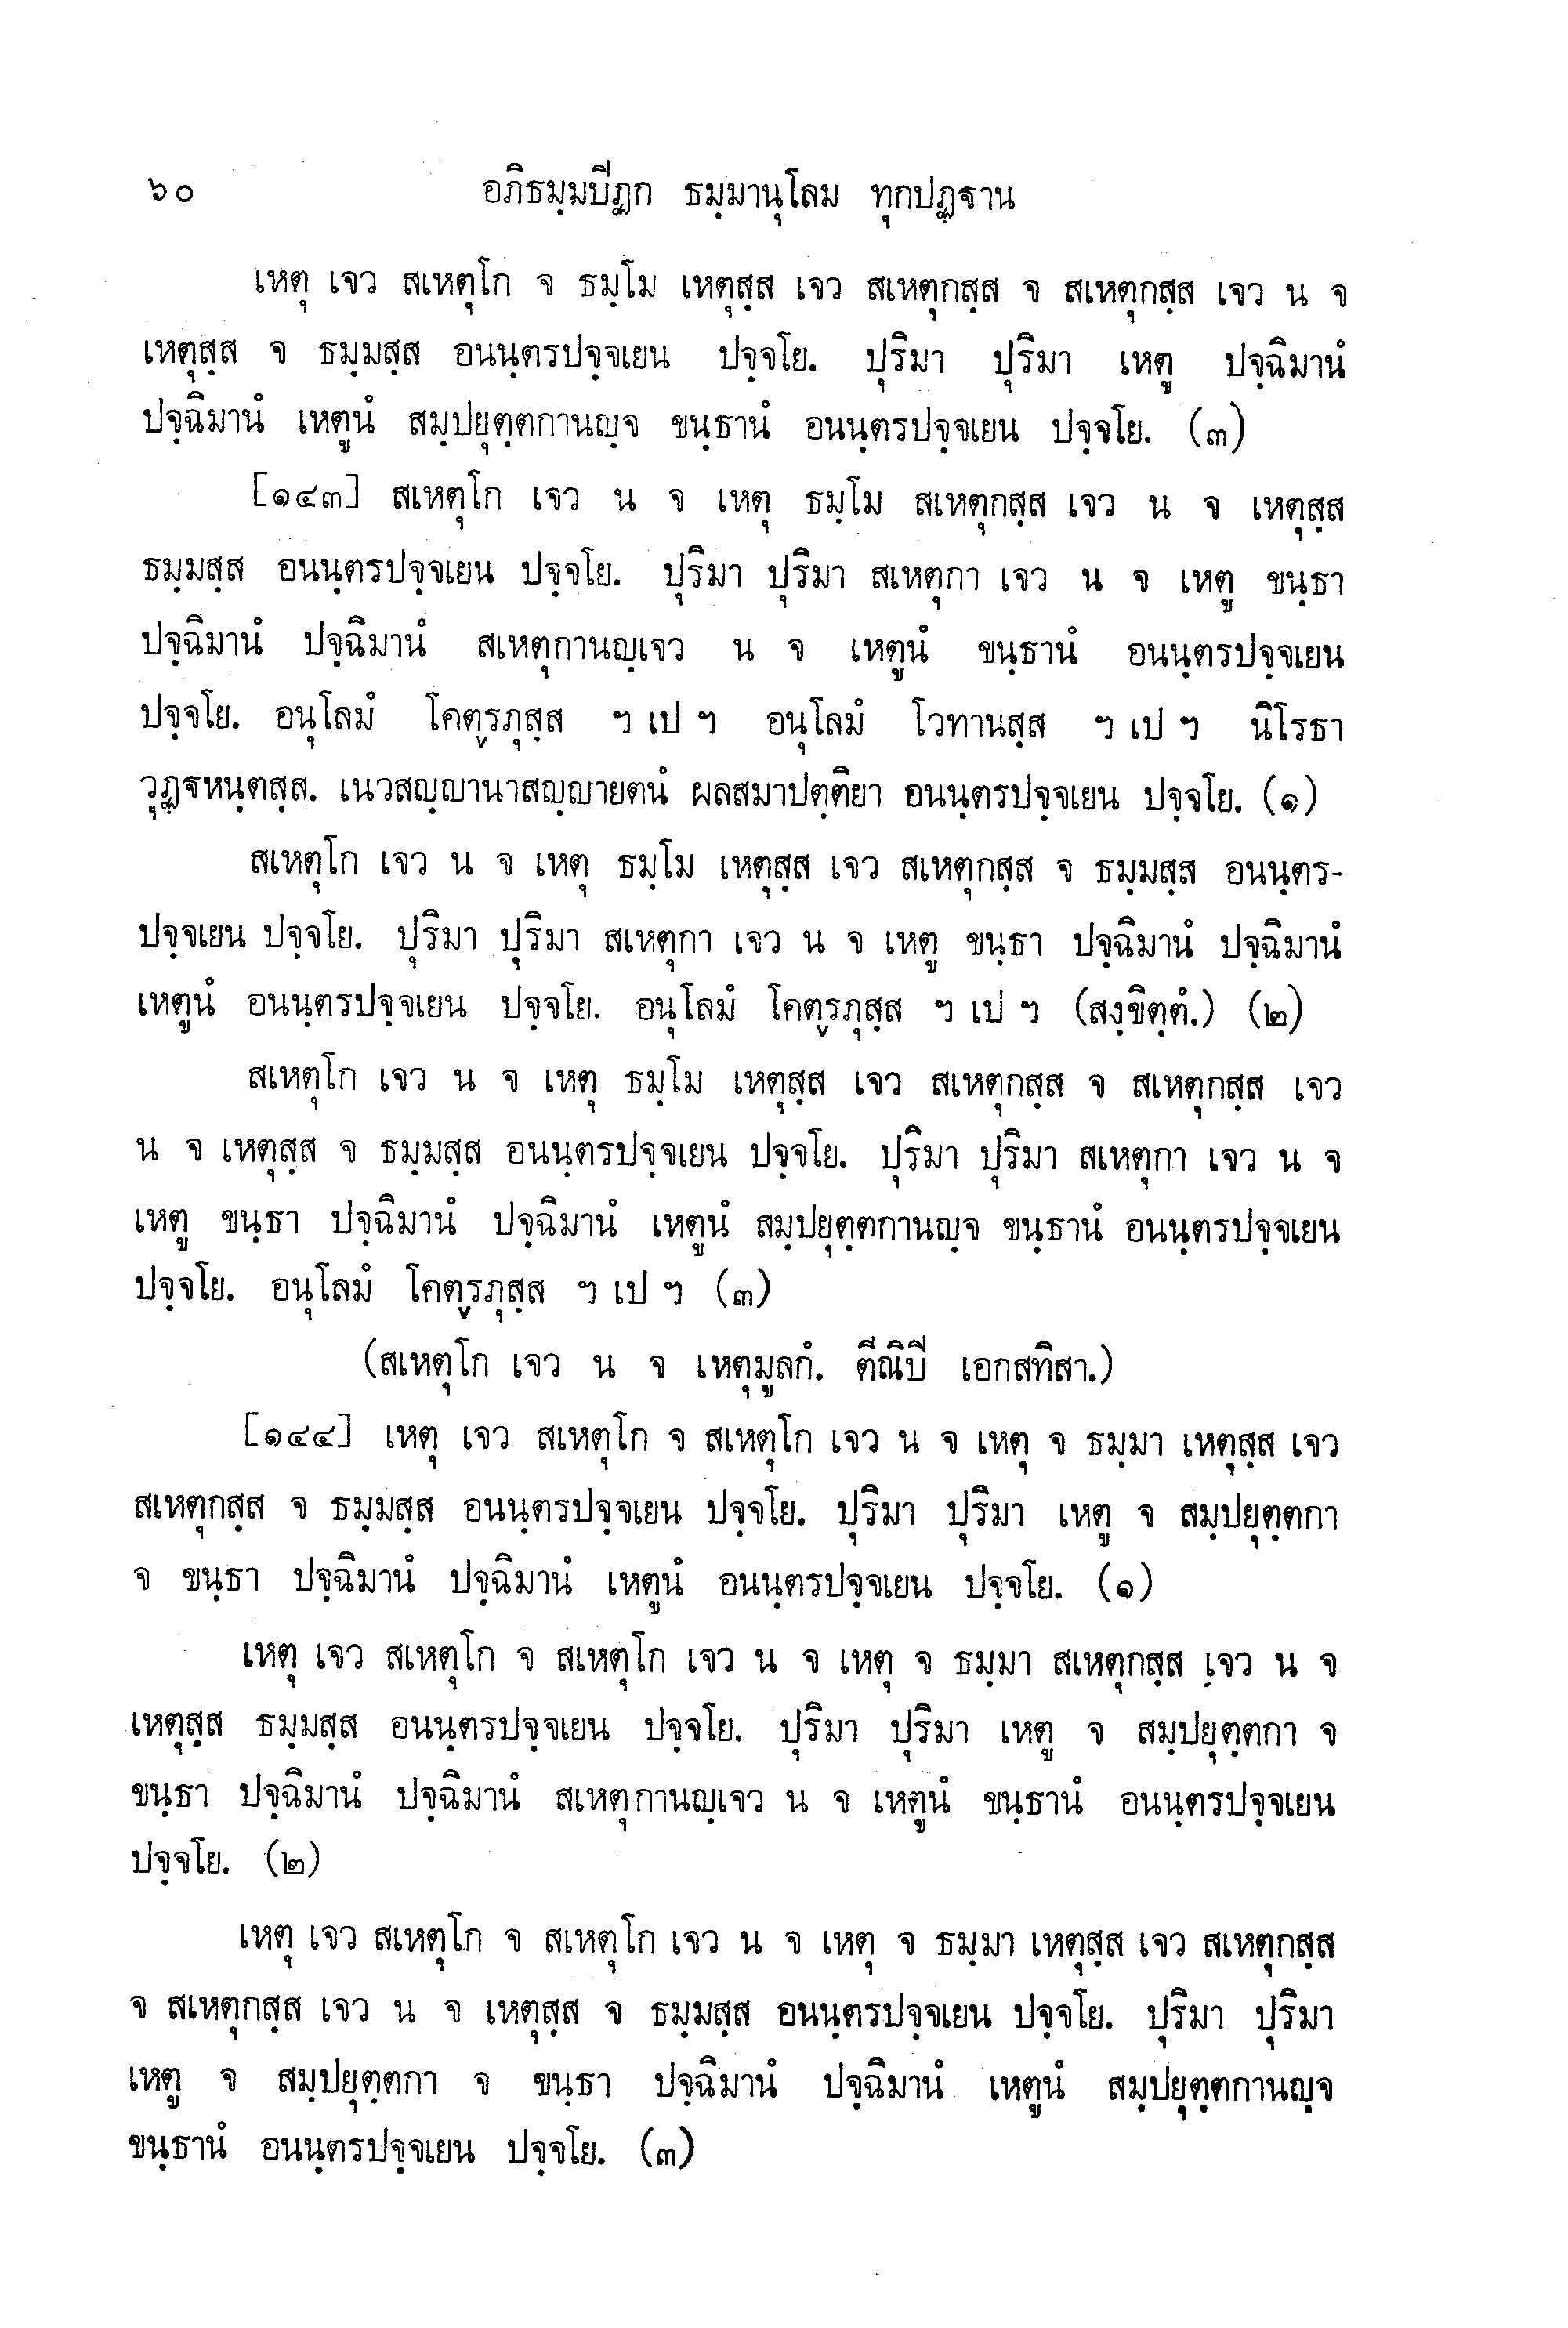 ๖๐ อภิธมฺมปิฏก ธมฺมานุโลม ทุกปฏฺฐาน
เหตุ เจว สเหตุโก จ ธมฺโม เหตุสฺส เจว สเหตุกสฺส จ สเหตุกสฺส เจว น จ
เหตุสฺส จ ธมฺมสฺส อนนฺตรปจฺจเยน ปจฺจโย. ปุริมา ปุริมา เหตู ปจฺฉิมานํ
ปจฺฉิมานํ เหตูนํ สมฺปยุตฺตกานญฺจ ขนฺธานํ อนนฺตรปจฺจเยน ปจฺจโย. (๓)
[๑๔๓] สเหตุโก เจว น จ เหตุ ธมฺโม สเหตุกสฺส เจว น จ เหตุสฺส
ธมฺมสฺส อนนฺตรปจฺจเยน ปจฺจโย. ปุริมา ปุริมา สเหตุกา เจว น จ เหตู ขนฺธา
ปจฺฉิมานํ ปจฺฉิมานํ สเหตุกานญฺเจว น จ เหตูนํ ขนฺธานํ อนนฺตรปจฺจเยน
ปจฺจโย. อนุโลมํ โคตฺรภุสฺส ฯ เป ฯ อนุโลมํ โวทานสฺส ฯ เป ฯ นิโรธา
วุฏฺฐหนฺตสฺส. เนวสญฺญานาสญฺญายตนํ ผลสมาปตฺติยา อนนฺตรปจฺจเยน ปจฺจโย. (๑)
สเหตุโก เจว น จ เหตุ ธมฺโม เหตุสฺส เจว สเหตุกสฺส จ ธมฺมสฺส อนนฺตร-
ปจฺจเยน ปจฺจโย. ปุริมา ปุริมา สเหตุกา เจว น จ เหตู ขนฺธา ปจฺฉิมานํ ปจฺฉิมานํ
เหตูนํ อนนฺตรปจฺจเยน ปจฺจโย. อนุโลมํ โคตฺรภุสฺส ฯ เป ฯ (สงฺขิตฺตํ.) (๒)
สเหตุโก เจว น จ เหตุ ธมฺโม เหตุสฺส เจว สเหตุกสฺส จ สเหตุกสฺส เจว
น จ เหตุสฺส จ ธมฺมสฺส อนนฺตรปจฺจเยน ปจฺจโย. ปุริมา ปุริมา สเหตุกา เจว น จ
เหตู ขนฺธา ปจฺฉิมานํ ปจฺฉิมานํ เหตูนํ สมฺปยุตฺตกานญฺจ ขนฺธานํ อนนฺตรปจฺจเยน
ปจฺจโย. อนุโลมํ โคตฺรภุสฺส ฯ เป ฯ (๓)
(สเหตุโก เจว น จ เหตุมูลกํ. ตีณิปิ เอกสทิสา.)
[๑๔๔] เหตุ เจว สเหตุโก จ สเหตุโก เจว น จ เหตุ จ ธมฺมา เหตุสฺส เจว
สเหตุกสฺส จ ธมฺมสฺส อนนฺตรปจฺจเยน ปจฺจโย. ปุริมา ปุริมา เหตู จ สมฺปยุตฺตกา
จ ขนฺธา ปจฺฉิมานํ ปจฺฉิมานํ เหตูนํ อนนฺตรปจฺจเยน ปจฺจโย. (๑)
เหตุ เจว สเหตุโก จ สเหตุโก เจว น จ เหตุ จ ธมฺมา สเหตุกสฺส เจว น จ
เหตุสฺส ธมฺมสฺส อนนฺตรปจฺจเยน ปจฺจโย. ปุริมา ปุริมา เหตู จ สมฺปยุตฺตกา จ
ขนฺธา ปจฺฉิมานํ ปจฺฉิมานํ สเหตุกานญฺเจว น จ เหตูนํ ขนฺธานํ อนนฺตรปจฺจเยน
ปจฺจโย. (๒)
เหตุ เจว สเหตุโก จ สเหตุโก เจว น จ เหตุ จ ธมฺมา เหตุสฺส เจว สเหตุกสฺส
จ สเหตุกสฺส เจว น จ เหตุสฺส จ ธมฺมสฺส อนนฺตรปจฺจเยน ปจฺจโย. ปุริมา ปุริมา
เหตู จ สมฺปยุตฺตกา จ ขนฺธา ปจฺฉิมานํ ปจฺฉิมานํ เหตูนํ สมฺปยุตฺตกานญฺจ
ขนฺธานํ อนนฺตรปจฺจเยน ปจฺจโย. (๓)